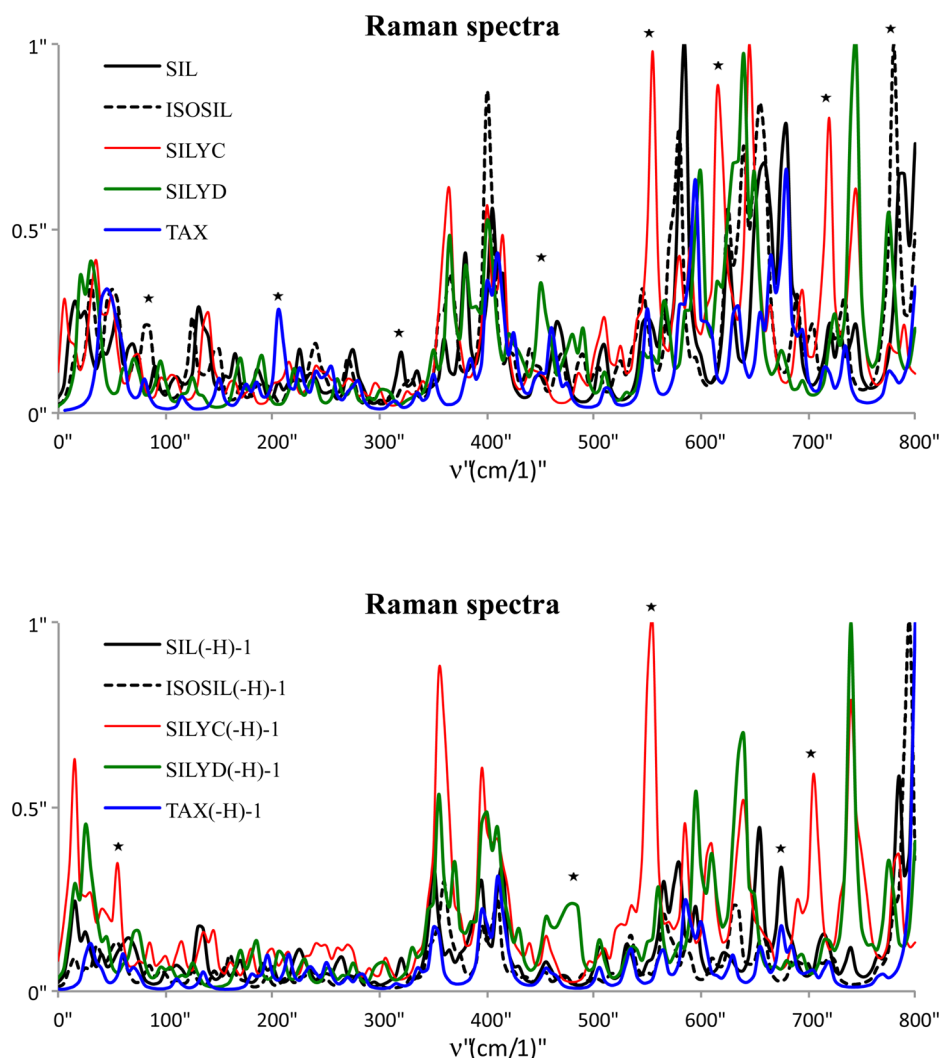 Raman spectra
1"
SIL
ISOSIL
SILYC
SILYD
TAX
0.5"
0"
0" 100" 200" 300" 400" 500" 600" 700" 800"
ν"(cm/1)"
Raman spectra
1"
SIL(-H)-1
ISOSIL(-H)-1
SILYC(-H)-1
SILYD(-H)-1
TAX(-H)-1
0.5"
0"
0" 100" 200" 300" 400" 500" 600" 700" 800"
ν"(cm/1)"